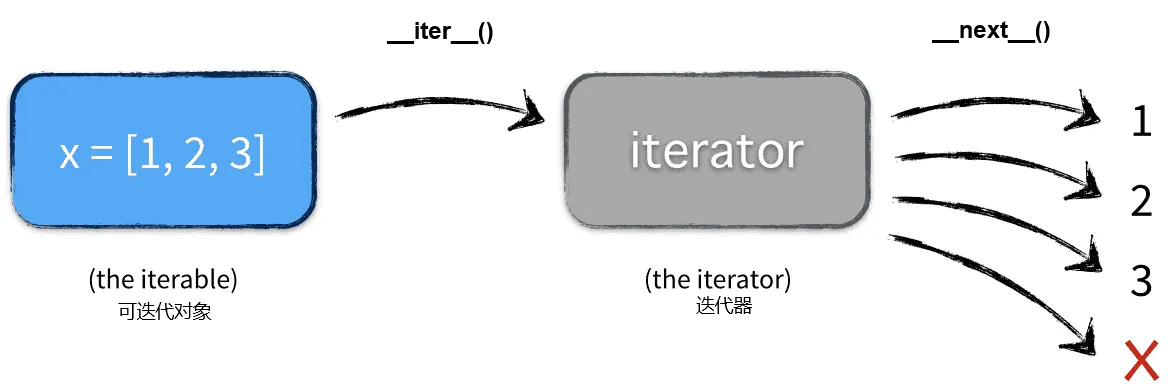 __iter__()
__next__()
x = [1, 2, 3]
iterator
1
2
3
X
(the iterable)
可迭代对象
(the iterator)
迭代器